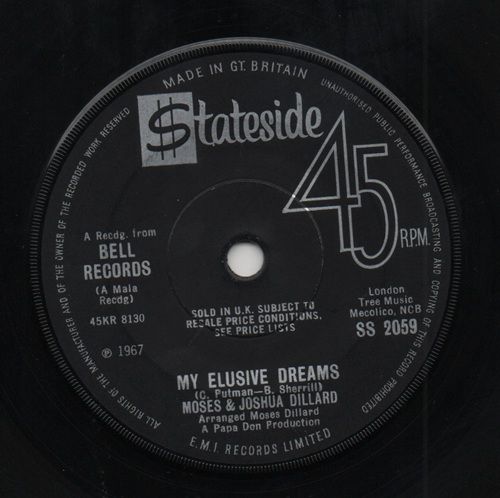 MADE IN GT. BRITAIN
UNAUTHORISED PUBLIC PERFORMANCE BROADCASTING AND COPYING OF THIS RECORD PROHIBITED
ALL RIGHTS OF THE MANUFACTURER AND OF THE OWNER OF THE RECORDED WORK RESERVED
$tateside
45
R.P.M.
A Recdg. from
BELL
RECORDS
(A Mala
Recdg)
45KR 8130
℗ 1967
SOLD IN U.K. SUBJECT TO
RESALE PRICE CONDITIONS,
SEE PRICE LISTS
London
Tree Music
Mecolico, NCB
SS 2059
MY ELUSIVE DREAMS
(C. Putman—B. Sherrill)
MOSES & JOSHUA DILLARD
Arranged Moses Dillard
A Papa Don Production
E.M.I. RECORDS LIMITED